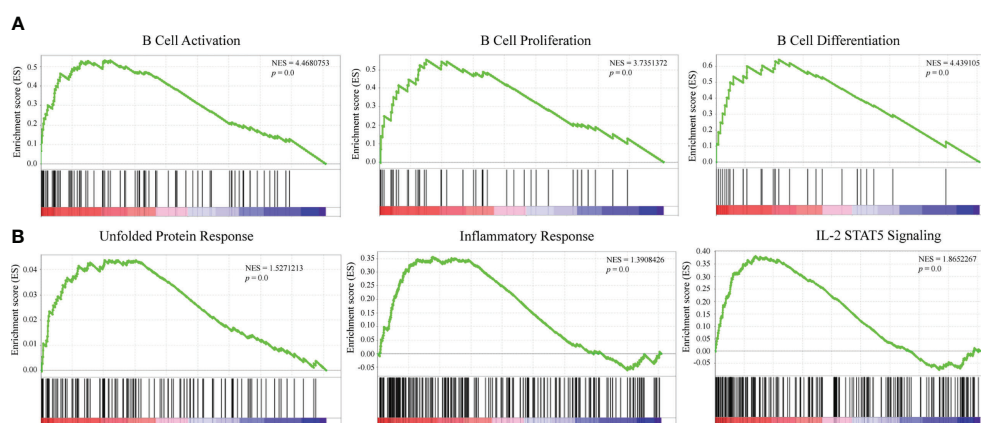 A
B Cell Activation
Enrichment score (ES)
0.5
0.4
0.3
0.2
0.1
0.0
NES = 4.4680753
p = 0.0
B Cell Proliferation
Enrichment score (ES)
0.5
0.4
0.3
0.2
0.1
0.0
NES = 3.7351372
p = 0.0
B Cell Differentiation
Enrichment score (ES)
0.6
0.5
0.4
0.3
0.2
0.1
0.0
NES = 4.439105
p = 0.0
B
Unfolded Protein Response
Enrichment score (ES)
0.04
0.03
0.02
0.01
0.00
NES = 1.5271213
p = 0.0
Inflammatory Response
Enrichment score (ES)
0.35
0.30
0.25
0.20
0.15
0.10
0.05
0.00
-0.05
NES = 1.3908426
p = 0.0
IL-2 STAT5 Signaling
Enrichment score (ES)
0.40
0.35
0.30
0.25
0.20
0.15
0.10
0.05
0.00
-0.05
NES = 1.8652267
p = 0.0